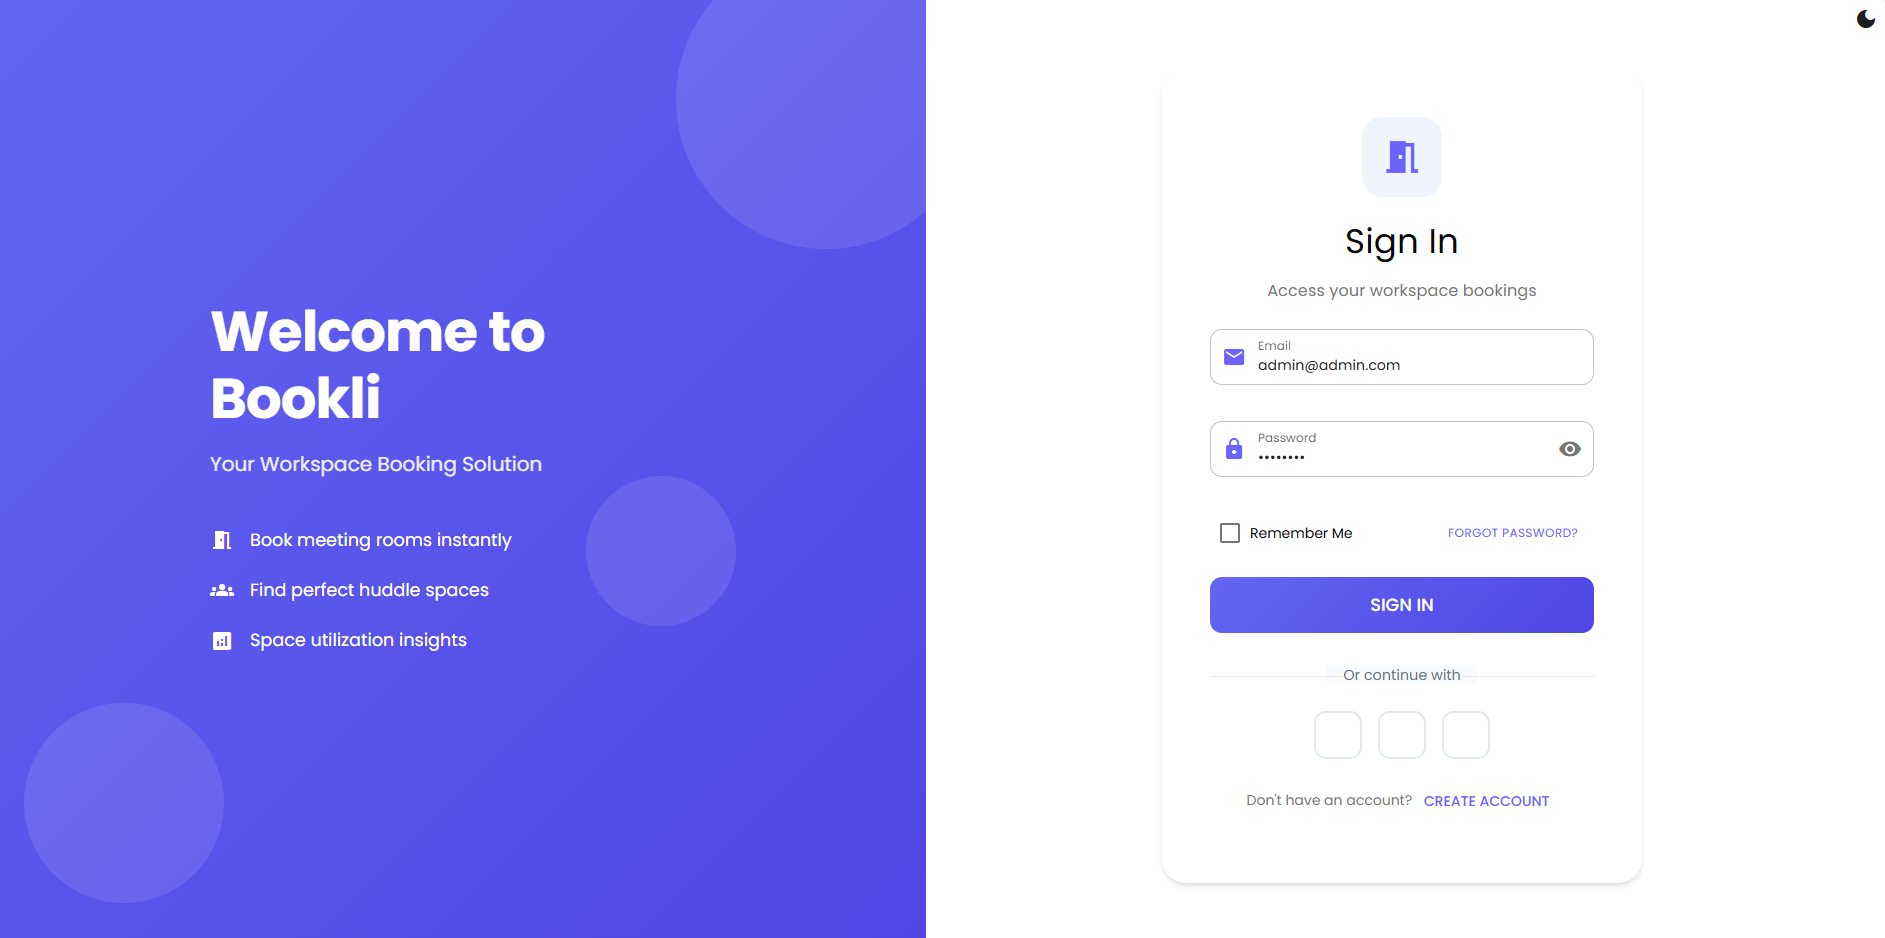 Welcome to
Bookli
Your Workspace Booking Solution
Book meeting rooms instantly
Find perfect huddle spaces
Space utilization insights
Sign In
Access your workspace bookings
Email
admin@admin.com
Password
••••••••
Remember Me
FORGOT PASSWORD?
SIGN IN
Or continue with
Don't have an account? CREATE ACCOUNT